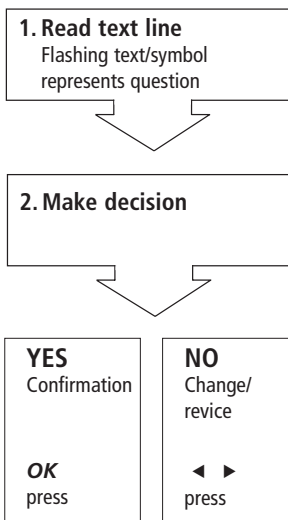 1. Read text line
Flashing text/symbol
represents question
2. Make decision
YES
Confirmation
OK
press
NO
Change/
revice
◄ ►
press